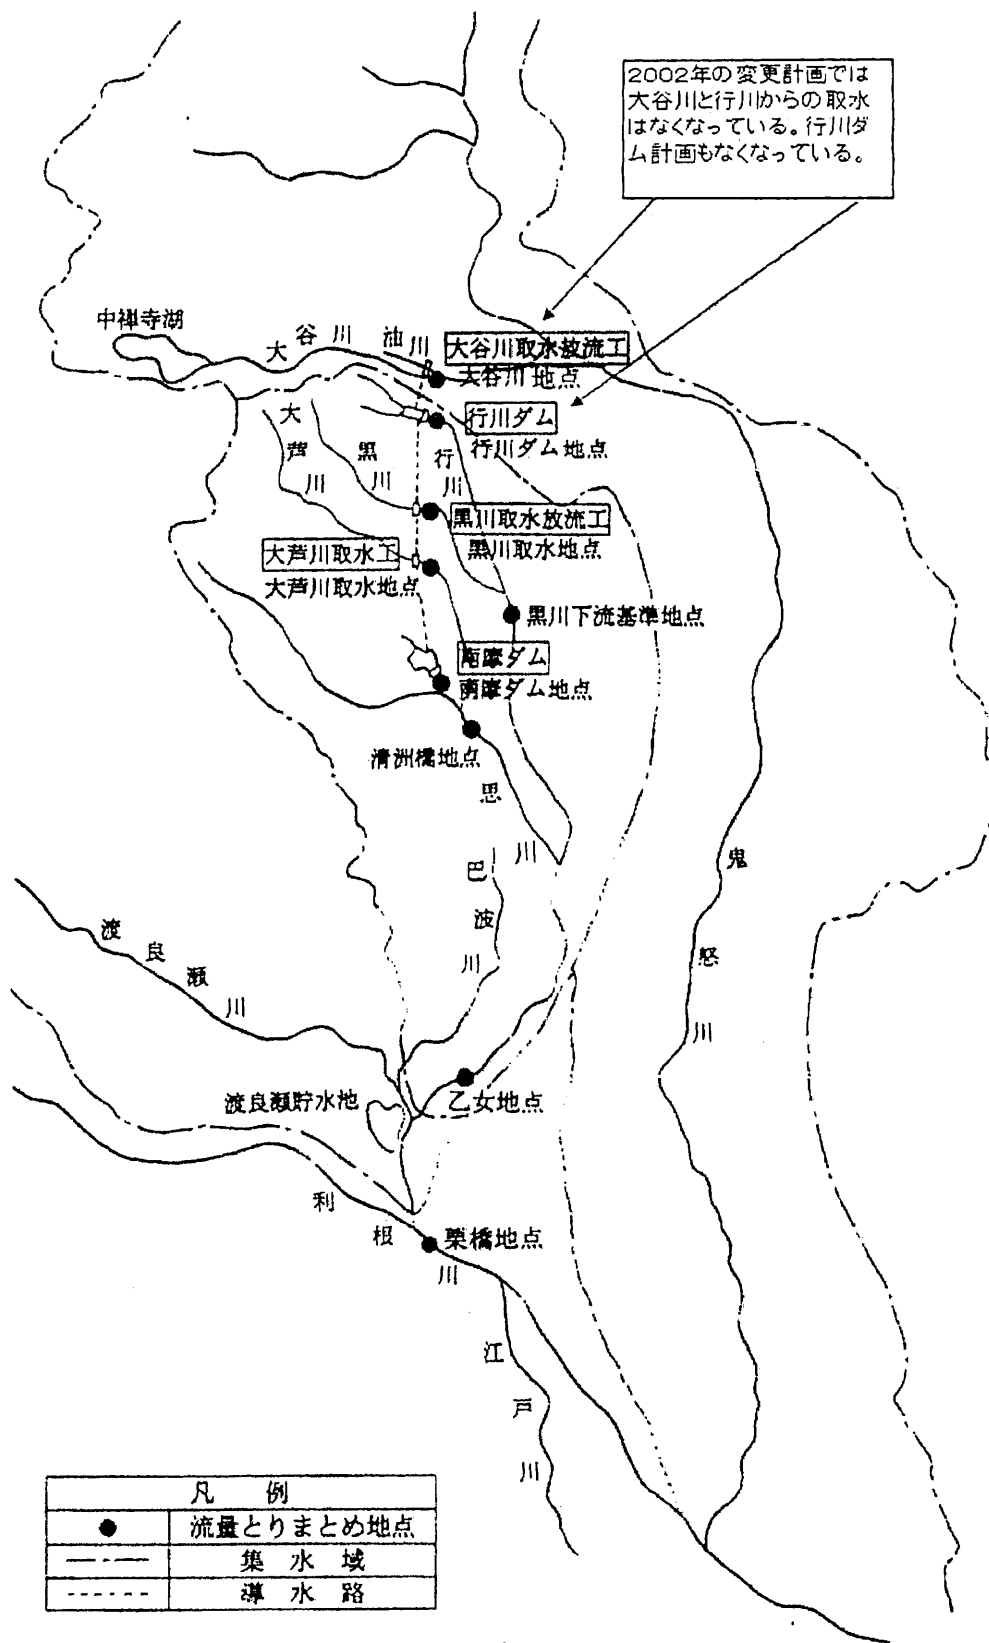 2002年の変更計画では
大谷川と行川からの取水
はなくなっている。行川ダ
ム計画もなくなっている。
中禅寺湖
大谷川
油川
大谷川取水放流工
大谷川地点
行川ダム
行川ダム地点
大芦川
黒川
行川
黒川取水放流工
黒川取水地点
大芦川取水工
大芦川取水地点
黒川下流基準地点
南摩ダム
南摩ダム地点
清洲橋地点
思川
巴波川
鬼怒川
渡良瀬川
渡良瀬貯水池
乙女地点
利根川
栗橋地点
江戸川
凡例
流量とりまとめ地点
集水域
導水路